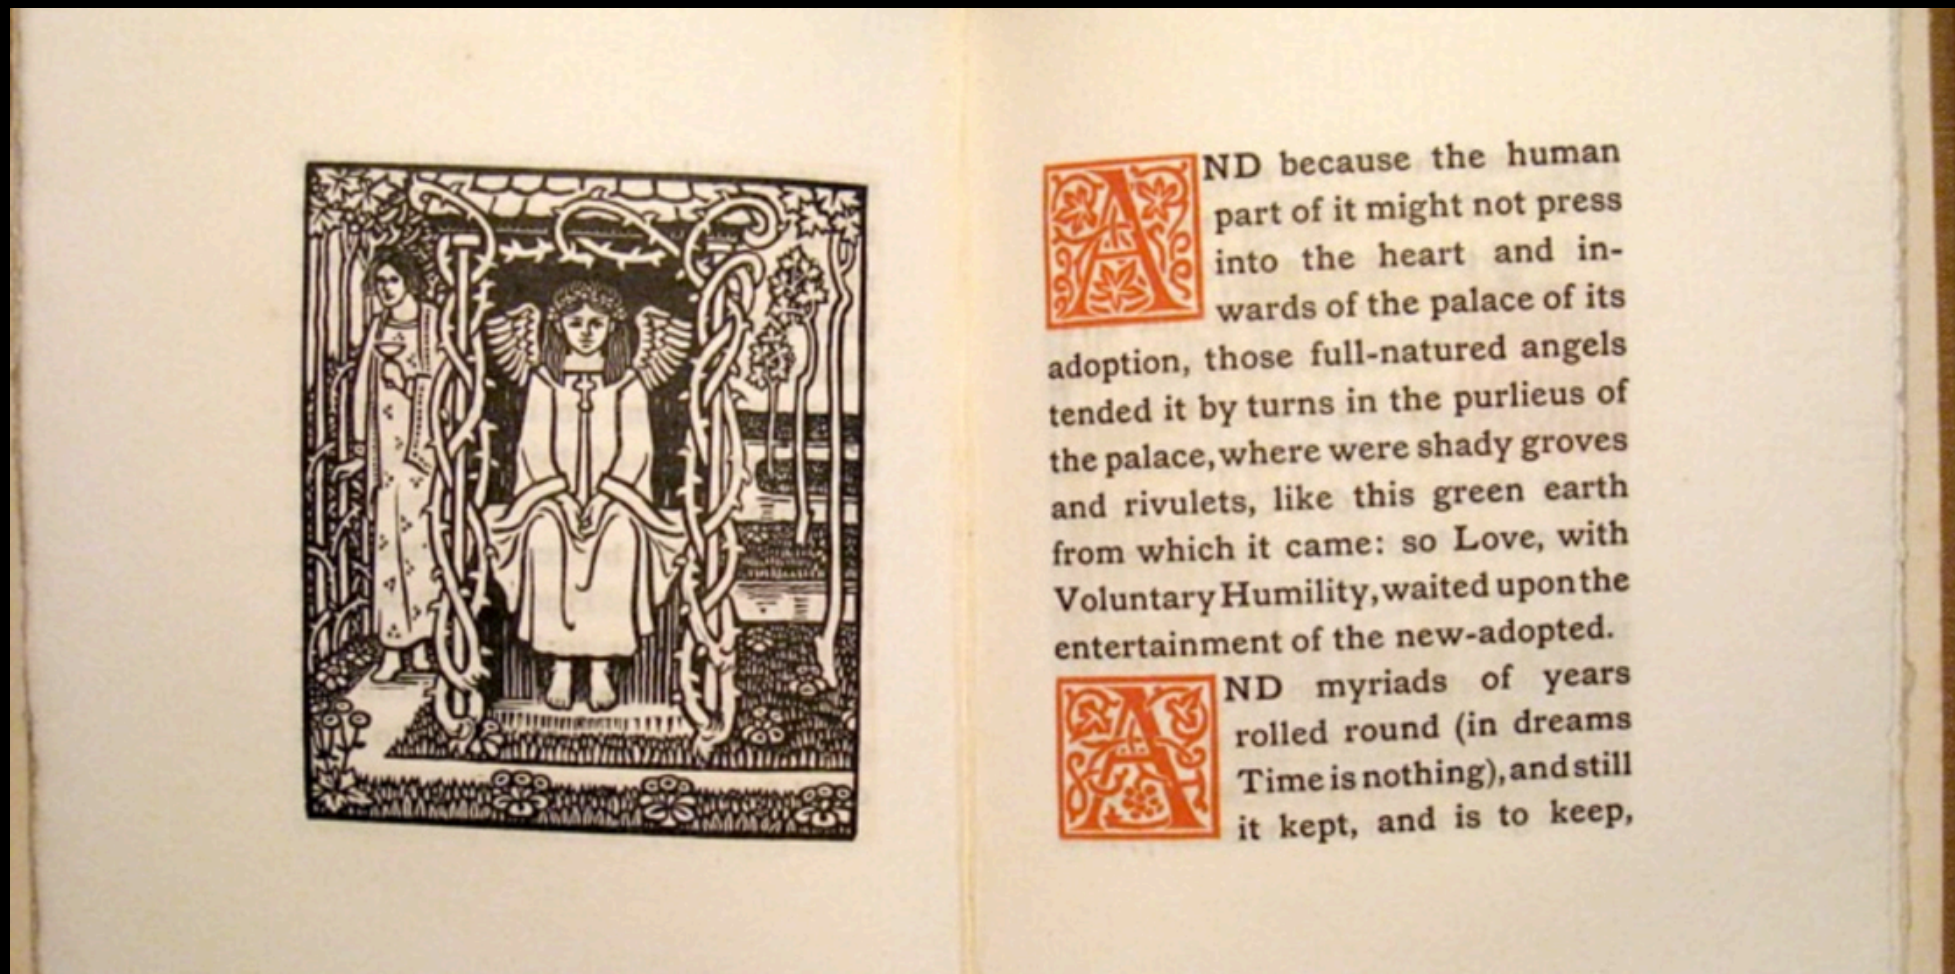 AND because the human
part of it might not press
into the heart and in-
wards of the palace of its
adoption, those full-natured angels
tended it by turns in the purlieus of
the palace, where were shady groves
and rivulets, like this green earth
from which it came: so Love, with
Voluntary Humility, waited upon the
entertainment of the new-adopted.
AND myriads of years
rolled round (in dreams
Time is nothing), and still
it kept, and is to keep,